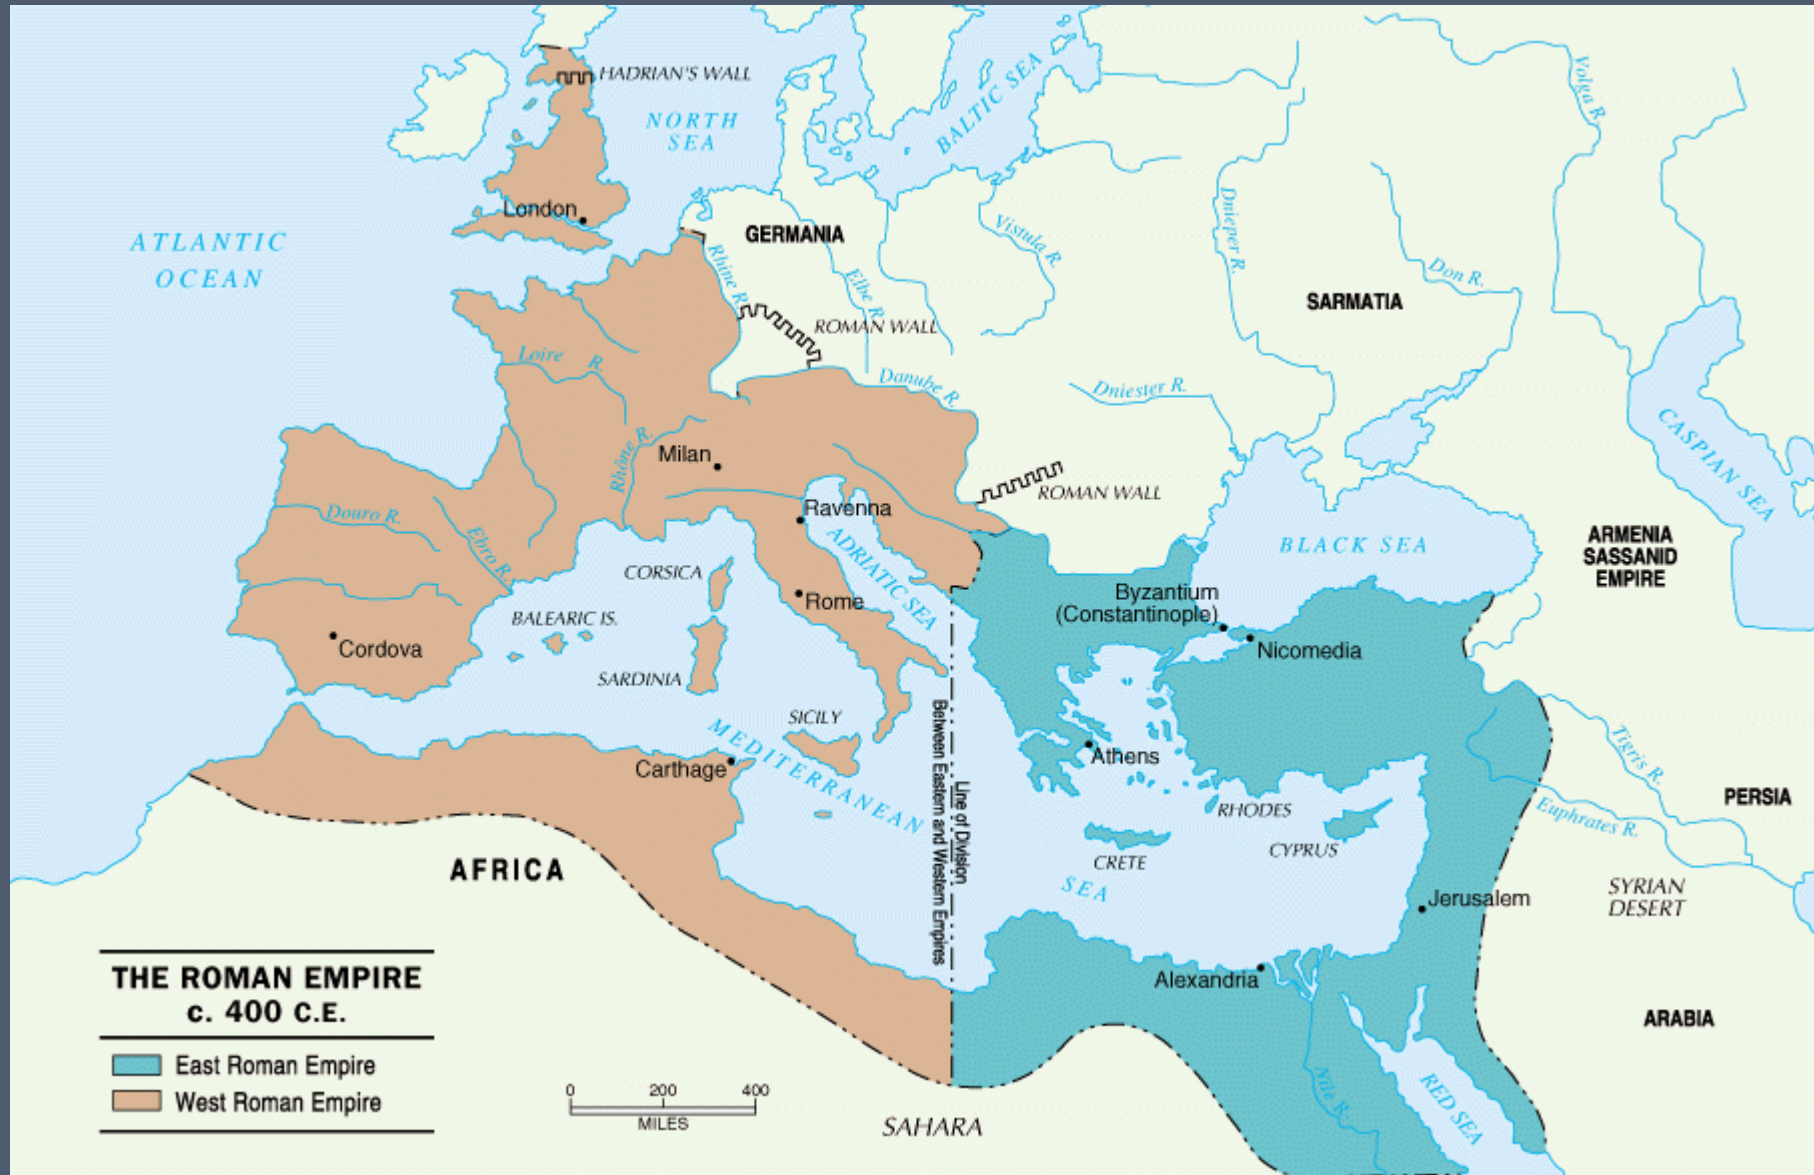 HADRIAN'S WALL
NORTH
SEA
BALTIC SEA
Volga R.
London
ATLANTIC
OCEAN
GERMANIA
Rhine R.
Elbe R.
Vistula R.
Dnieper R.
Don R.
SARMATIA
ROMAN WALL
Loire R.
Danube R.
Dniester R.
CASPIAN SEA
Rhône R.
Milan
ROMAN WALL
Ravenna
Douro R.
Ebro R.
ADRIATIC SEA
BLACK SEA
ARMENIA
SASSANID
EMPIRE
CORSICA
Rome
Byzantium
(Constantinople)
BALEARIC IS.
Cordova
Nicomedia
SARDINIA
SICILY
MEDITERRANEAN
SEA
Line of Division
Between Eastern and Western Empires
Carthage
Athens
Tigris R.
PERSIA
RHODES
Euphrates R.
CRETE
CYPRUS
AFRICA
Jerusalem
SYRIAN
DESERT
Alexandria
ARABIA
Nile R.
RED SEA
SAHARA
THE ROMAN EMPIRE
c. 400 C.E.
East Roman Empire
West Roman Empire
0 200 400
MILES